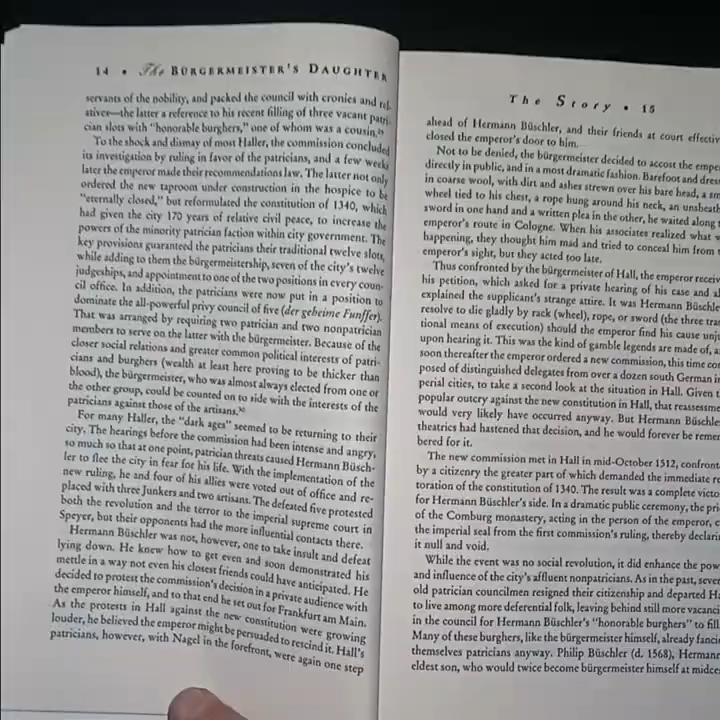 14 • The BÜRGERMEISTER'S DAUGHTER
servants of the nobility, and packed the council with cronies and rel-
atives—the latter a reference to his recent filling of three vacant patri-
cian slots with "honorable burghers," one of whom was a cousin.
To the shock and dismay of most Haller, the commission concluded
its investigation by ruling in favor of the patricians, and a few weeks
later the emperor made their recommendations law. The latter not only
ordered the new taproom under construction in the hospice to be
"eternally closed," but reformulated the constitution of 1340, which
had given the city 170 years of relative civil peace, to increase the
powers of the minority patrician faction within city government. The
key provisions guaranteed the patricians their traditional twelve slots,
while adding to them the bürgermeistership, seven of the city's twelve
judgeships, and appointment to one of the two positions in every coun-
cil office. In addition, the patricians were now put in a position to
dominate the all-powerful privy council of five (der geheime Funffer).
That was arranged by requiring two patrician and two nonpatrician
members to serve on the latter with the bürgermeister. Because of the
closer social relations and greater common political interests of patri-
cians and burghers (wealth at least here proving to be thicker than
blood), the bürgermeister, who was almost always elected from one or
the other group, could be counted on to side with the interests of the
patricians against those of the artisans.
For many Haller, the "dark ages" seemed to be returning to their
city. The hearings before the commission had been intense and angry,
so much so that at one point, patrician threats caused Hermann Büsch-
ler to flee the city in fear for his life. With the implementation of the
new ruling, he and four of his allies were voted out of office and re-
placed with three Junkers and two artisans. The defeated five protested
both the revolution and the terror to the imperial supreme court in
Speyer, but their opponents had the more influential contacts there.
Hermann Büschler was not, however, one to take insult and defeat
lying down. He knew how to get even and soon demonstrated his
mettle in a way not even his closest friends could have anticipated. He
decided to protest the commission's decision in a private audience with
the emperor himself, and to that end he set out for Frankfurt am Main.
As the protests in Hall against the new constitution were growing
louder, he believed the emperor might be persuaded to rescind it. Hall's
patricians, however, with Nagel in the forefront, were again one step
The Story • 15
ahead of Hermann Büschler, and their friends at court effectiv
closed the emperor's door to him.
Not to be denied, the bürgermeister decided to accost the empe
directly in public, and in a most dramatic fashion. Barefoot and dres
in coarse wool, with dirt and ashes strewn over his bare head, a sm
wheel tied to his chest, a rope hung around his neck, an unsheath
sword in one hand and a written plea in the other, he waited along
emperor's route in Cologne. When his associates realized what w
happening, they thought him mad and tried to conceal him from
emperor's sight, but they acted too late.
Thus confronted by the bürgermeister of Hall, the emperor receiv
his petition, which asked for a private hearing of his case and al
explained the supplicant's strange attire. It was Hermann Büschle
resolve to die gladly by rack (wheel), rope, or sword (the three tra
tional means of execution) should the emperor find his cause unju
upon hearing it. This was the kind of gamble legends are made of, a
soon thereafter the emperor ordered a new commission, this time co
posed of distinguished delegates from over a dozen south German i
perial cities, to take a second look at the situation in Hall. Given t
popular outcry against the new constitution in Hall, that reassessme
would very likely have occurred anyway. But Hermann Büschle
theatrics had hastened that decision, and he would forever be remem
bered for it.
The new commission met in Hall in mid-October 1512, confront
by a citizenry the greater part of which demanded the immediate re
toration of the constitution of 1340. The result was a complete victo
for Hermann Büschler's side. In a dramatic public ceremony, the pri
of the Comburg monastery, acting in the person of the emperor, c
the imperial seal from the first commission's ruling, thereby declari
it null and void.
While the event was no social revolution, it did enhance the pow
and influence of the city's affluent nonpatricians. As in the past, sever
old patrician councilmen resigned their citizenship and departed Ha
to live among more deferential folk, leaving behind still more vacanci
in the council for Hermann Büschler's "honorable burghers" to fill
Many of these burghers, like the bürgermeister himself, already fanci
themselves patricians anyway. Philip Büschler (d. 1568), Herman
eldest son, who would twice become bürgermeister himself at midce